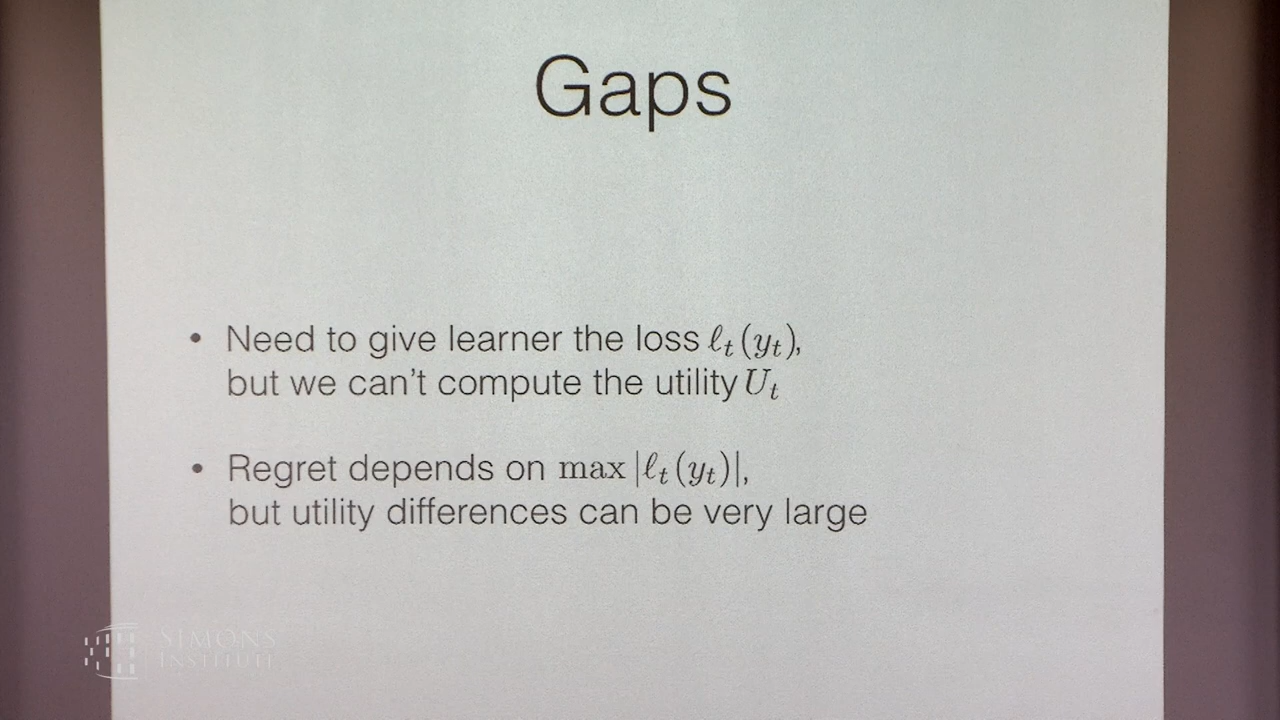 Gaps
• Need to give learner the loss ℓ_t(y_t),
but we can't compute the utility U_t
• Regret depends on max |ℓ_t(y_t)|,
but utility differences can be very large
SIMONS
INSTITUTE